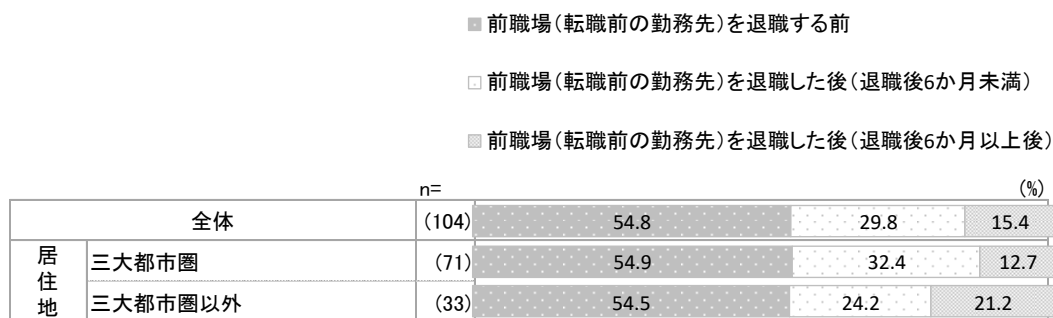 前職場(転職前の勤務先)を退職する前
前職場(転職前の勤務先)を退職した後(退職後6か月未満)
前職場(転職前の勤務先)を退職した後(退職後6か月以上後)
n= (%)
全体 (104) 54.8 29.8 15.4
居住地
三大都市圏 (71) 54.9 32.4 12.7
三大都市圏以外 (33) 54.5 24.2 21.2